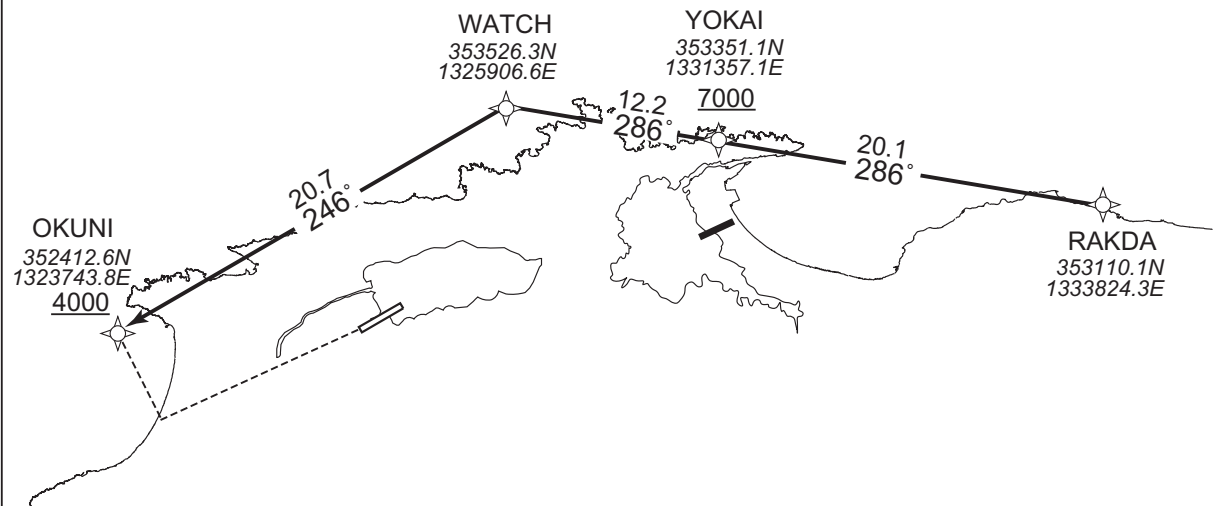 WATCH
353526.3N
1325906.6E
YOKAI
353351.1N
1331357.1E
7000
12.2
286°
20.1
286°
20.7
246°
OKUNI
352412.6N
1323743.8E
4000
RAKDA
353110.1N
1333824.3E